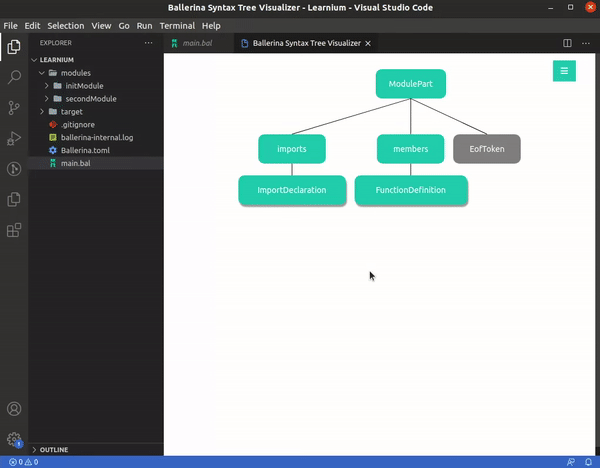 Ballerina Syntax Tree Visualizer - Learnium - Visual Studio Code
File Edit Selection View Go Run Terminal Help
EXPLORER
main.bal
Ballerina Syntax Tree Visualizer
LEARNIUM
modules
initModule
secondModule
target
.gitignore
ballerina-internal.log
Ballerina.toml
main.bal
ModulePart
imports
members
EofToken
ImportDeclaration
FunctionDefinition
OUTLINE
1
0 0